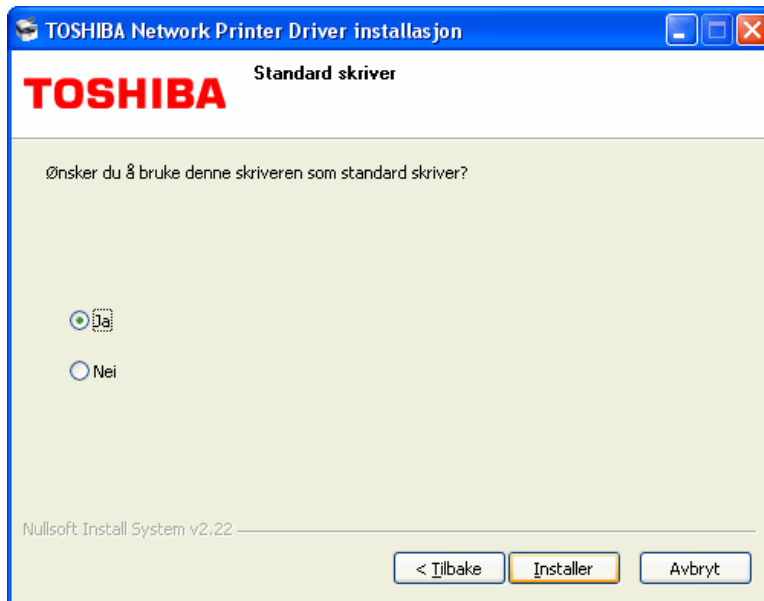 TOSHIBA Network Printer Driver installasjon
TOSHIBA
Standard skriver
Ønsker du å bruke denne skriveren som standard skriver?
Ja
Nei
Nullsoft Install System v2.22
< Tilbake
Installer
Avbryt